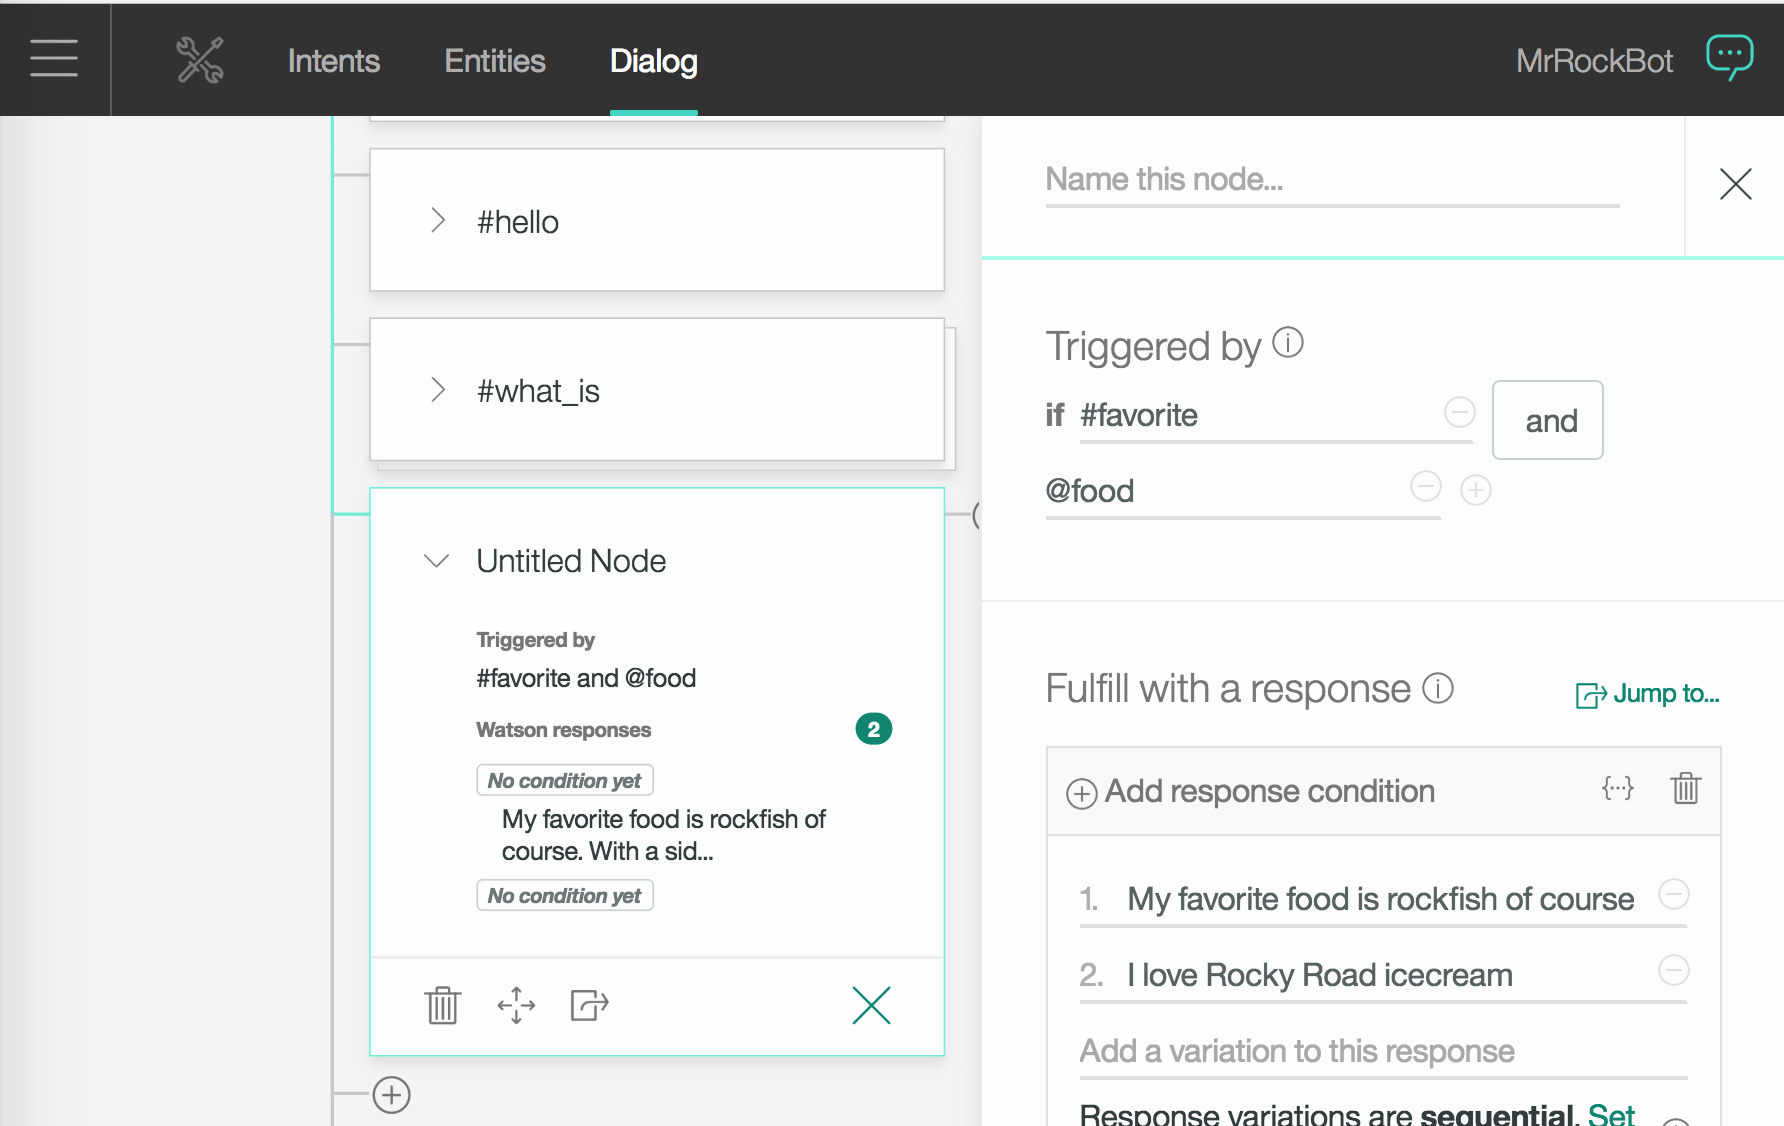 Intents
Entities
Dialog
MrRockBot
#hello
#what_is
Untitled Node
Triggered by
#favorite and @food
Watson responses
2
No condition yet
My favorite food is rockfish of
course. With a sid...
No condition yet
Name this node...
Triggered by
if #favorite
and
@food
Fulfill with a response
Jump to...
Add response condition
1. My favorite food is rockfish of course
2. I love Rocky Road icecream
Add a variation to this response
Response variations are sequential. Set